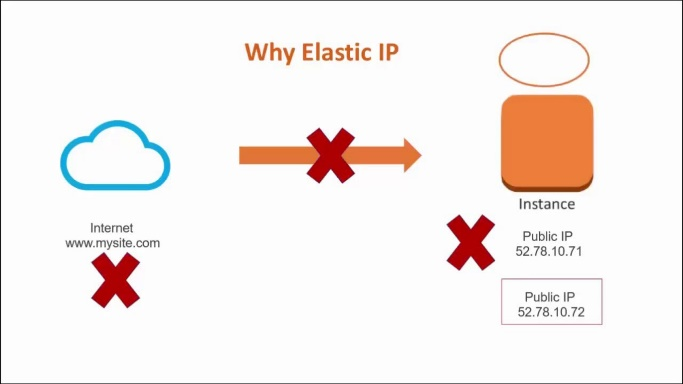 Why Elastic IP
Instance
Internet
www.mysite.com
Public IP
52.78.10.71
Public IP
52.78.10.72